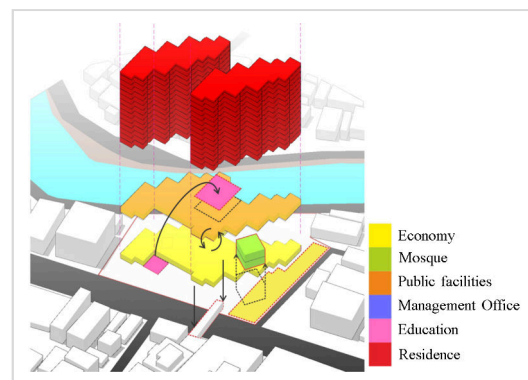 Economy
Mosque
Public facilities
Management Office
Education
Residence